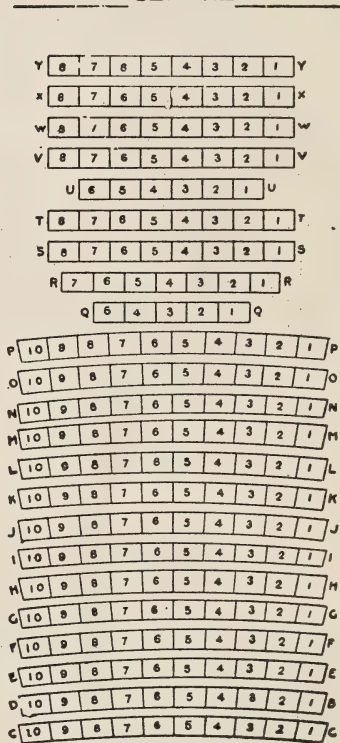 Y 8 7 6 5 4 3 2 1 Y
X 8 7 6 5 4 3 2 1 X
W 8 7 6 5 4 3 2 1 W
V 8 7 6 5 4 3 2 1 V
U 6 5 4 3 2 1 U
T 8 7 6 5 4 3 2 1 T
S 8 7 6 5 4 3 2 1 S
R 7 6 5 4 3 2 1 R
Q 6 4 3 2 1 Q
P 10 9 8 7 6 5 4 3 2 1 P
O 10 9 8 7 6 5 4 3 2 1 O
N 10 9 8 7 6 5 4 3 2 1 N
M 10 9 8 7 6 5 4 3 2 1 M
L 10 9 8 7 6 5 4 3 2 1 L
K 10 9 8 7 6 5 4 3 2 1 K
J 10 9 8 7 6 5 4 3 2 1 J
I 10 9 8 7 6 5 4 3 2 1 I
H 10 9 8 7 6 5 4 3 2 1 H
G 10 9 8 7 6 5 4 3 2 1 G
F 10 9 8 7 6 5 4 3 2 1 F
E 10 9 8 7 6 5 4 3 2 1 E
D 10 9 8 7 6 5 4 3 2 1 B
C 10 9 8 7 6 5 4 3 2 1 C